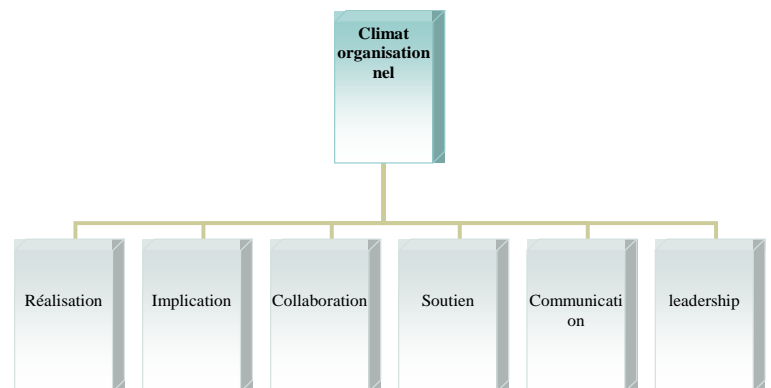 Climat
organisation
nel
Réalisation
Implication
Collaboration
Soutien
Communicati
on
leadership